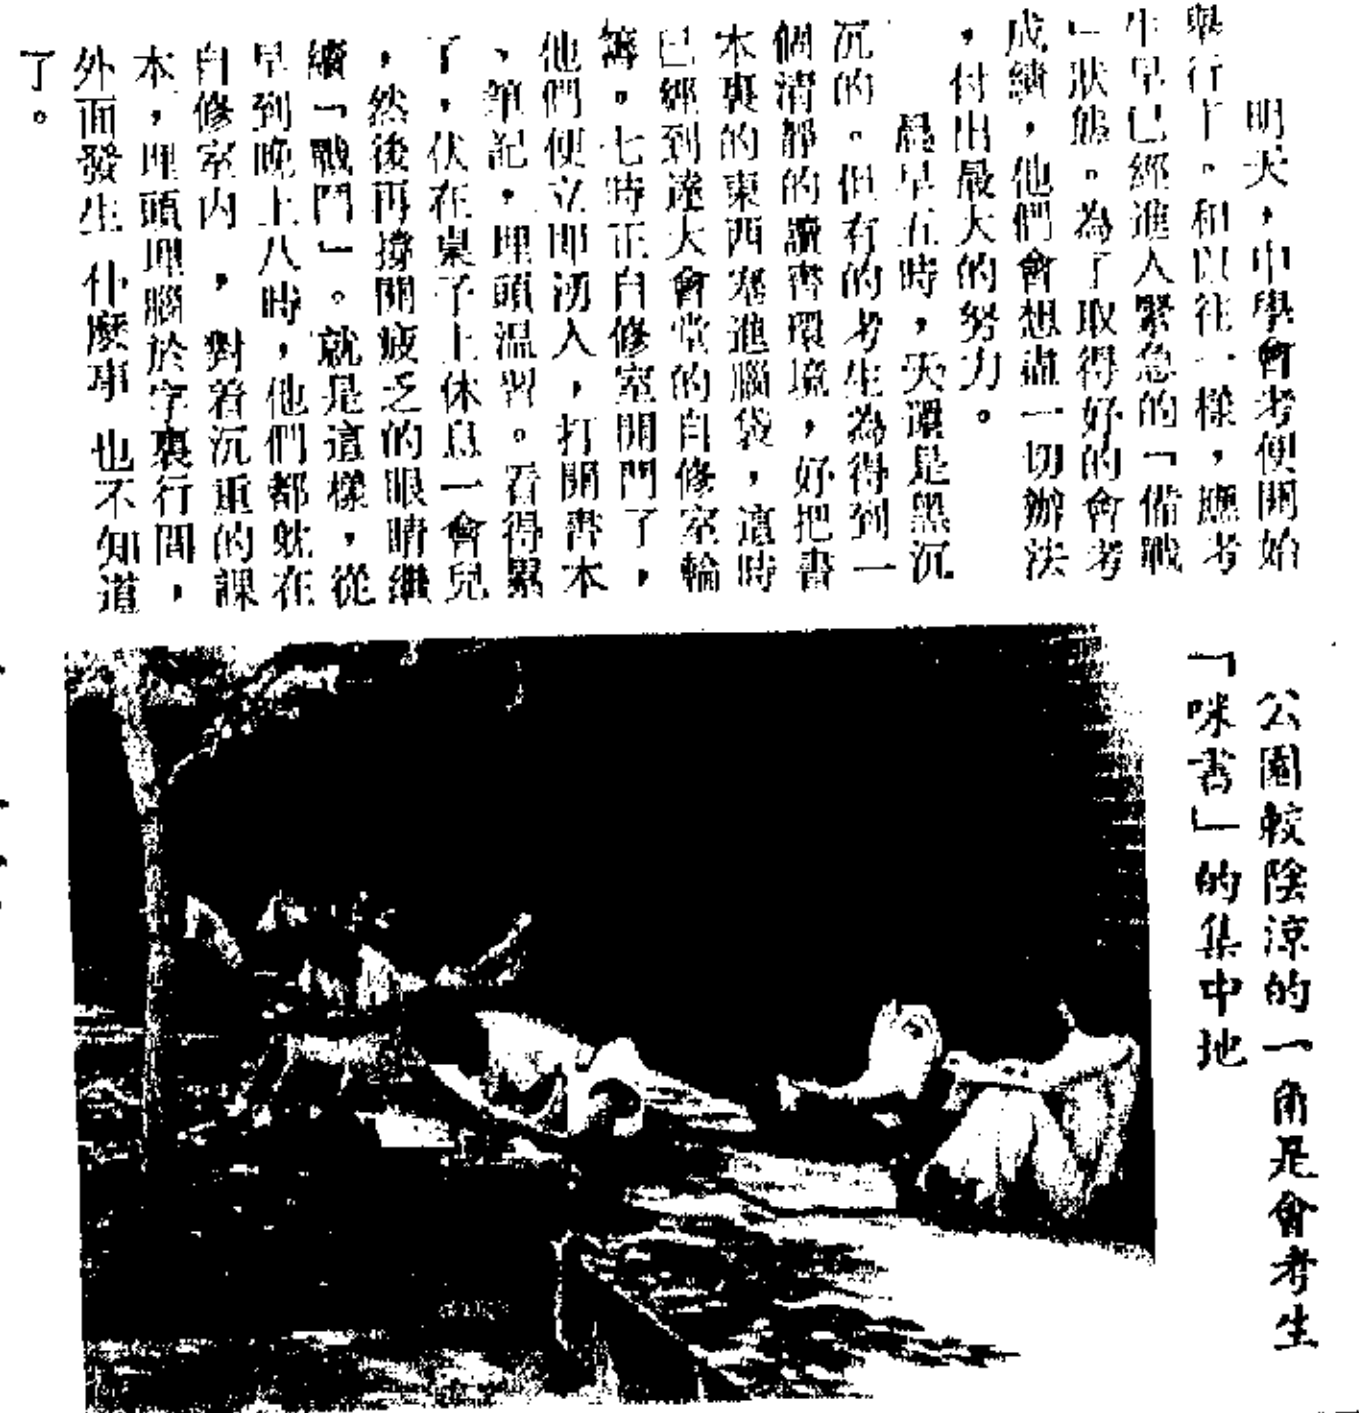 明天，中學會考便開始
舉行了。和以往一樣，應考
生早已經進入緊急的「備戰
」狀態。為了取得好的會考
成績，他們會想盡一切辦法
，付出最大的努力。
晨早五時，天還是黑沉
沉的。但有的考生為得到一
個清靜的讀書環境，好把書
本裏的東西塞進腦袋，這時
已經到達大會堂的自修室輪
籌。七時正自修室開門了，
他們便立即湧入，打開書本
、筆記，埋頭温習。看得累
了，伏在桌子上休息一會兒
，然後再撐開疲乏的眼睛繼
續「戰鬥」。就是這樣，從
早到晚上八時，他們都躭在
自修室內，對着沉重的課
本，埋頭埋腦於字裏行間，
外面發生什麼事也不知道
了。
公園較陰涼的一角是會考生
「咪書」的集中地